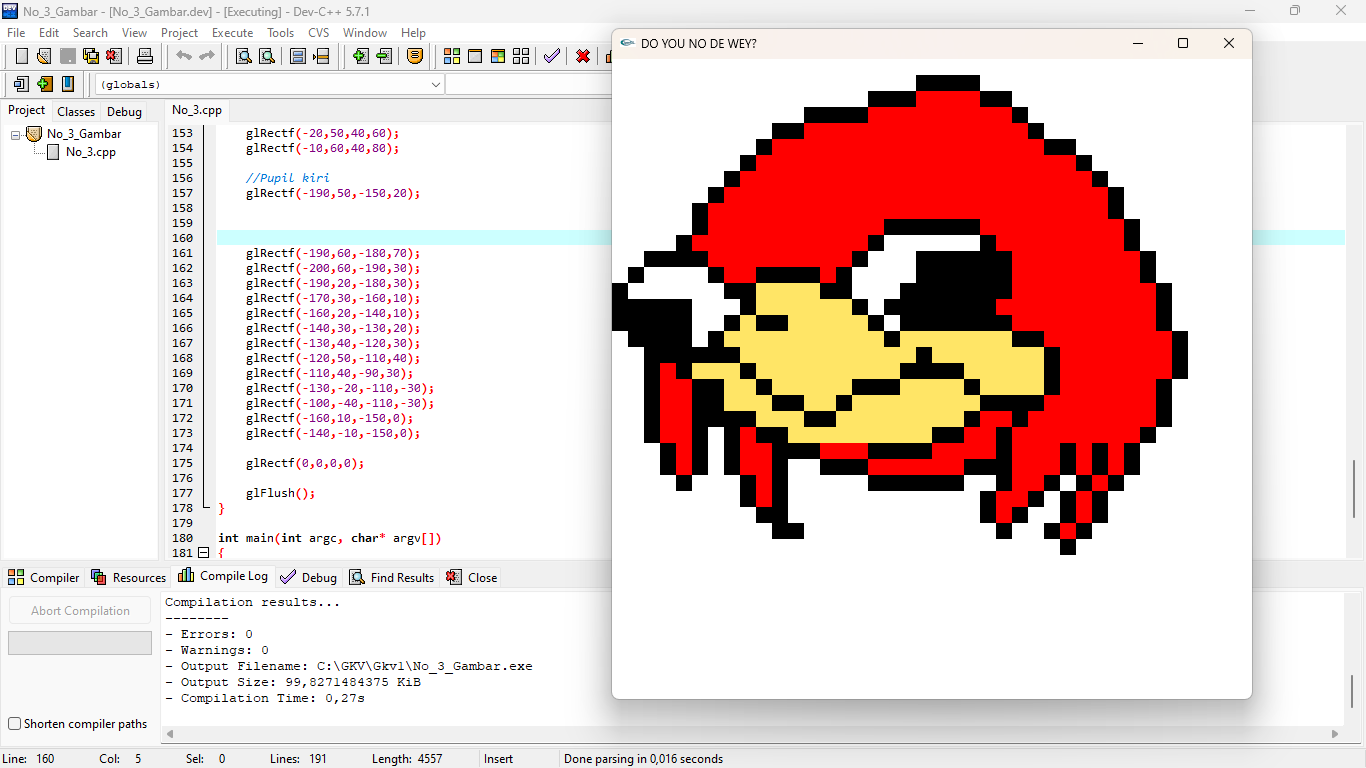 No_3_Gambar - [No_3_Gambar.dev] - [Executing] - Dev-C++ 5.7.1
File Edit Search View Project Execute Tools CVS Window Help
(globals)
Project Classes Debug
No_3_Gambar
No_3.cpp
No_3.cpp
153 glRectf(-20,50,40,60);
154 glRectf(-10,60,40,80);
155
156 //Pupil kiri
157 glRectf(-190,50,-150,20);
158
159
160
161 glRectf(-190,60,-180,70);
162 glRectf(-200,60,-190,30);
163 glRectf(-190,20,-180,30);
164 glRectf(-170,30,-160,10);
165 glRectf(-160,20,-140,10);
166 glRectf(-140,30,-130,20);
167 glRectf(-130,40,-120,30);
168 glRectf(-120,50,-110,40);
169 glRectf(-110,40,-90,30);
170 glRectf(-130,-20,-110,-30);
171 glRectf(-100,-40,-110,-30);
172 glRectf(-160,10,-150,0);
173 glRectf(-140,-10,-150,0);
174
175 glRectf(0,0,0,0);
176
177 glFlush();
178 }
179
180 int main(int argc, char* argv[])
181 {
DO YOU NO DE WEY?
Compiler Resources Compile Log Debug Find Results Close
Abort Compilation
Shorten compiler paths
Compilation results...
--------
- Errors: 0
- Warnings: 0
- Output Filename: C:\GKV\Gkv1\No_3_Gambar.exe
- Output Size: 99,8271484375 KiB
- Compilation Time: 0,27s
Line: 160 Col: 5 Sel: 0 Lines: 191 Length: 4557 Insert Done parsing in 0,016 seconds